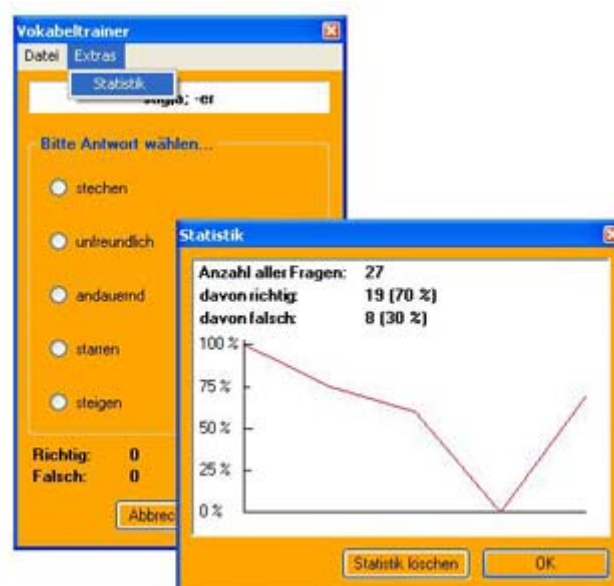 Vokabeltrainer
Datei Extras
Statistik
-er
Bitte Antwort wählen...
stechen
unfreundlich
andauernd
starren
steigen
Richtig: 0
Falsch: 0
Statistik
Anzahl aller Fragen: 27
davon richtig: 19 (70 %)
davon falsch: 8 (30 %)
100 %
75 %
50 %
25 %
0 %
Statistik löschen OK